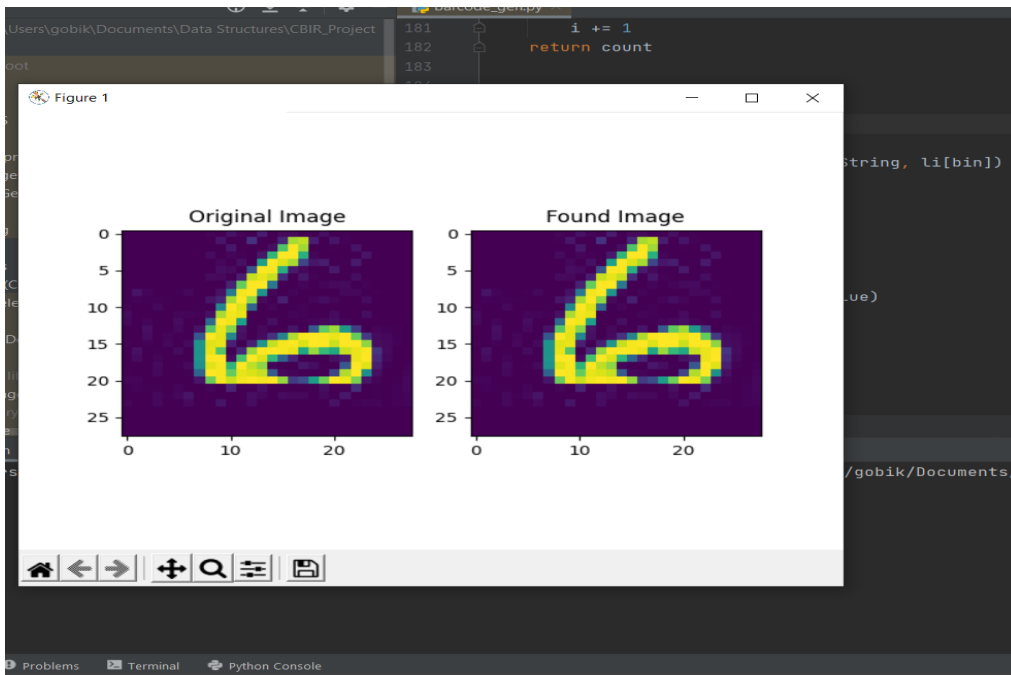 barcode_gen.py
\Users\gobik\Documents\Data Structures\CBIR_Project
181 i += 1
182 return count
183
Figure 1
String, li[bin])
Original Image Found Image
0 0
5 5
10 10
15 15
20 20
25 25
0 10 20 0 10 20
/gobik/Documents
Problems Terminal Python Console